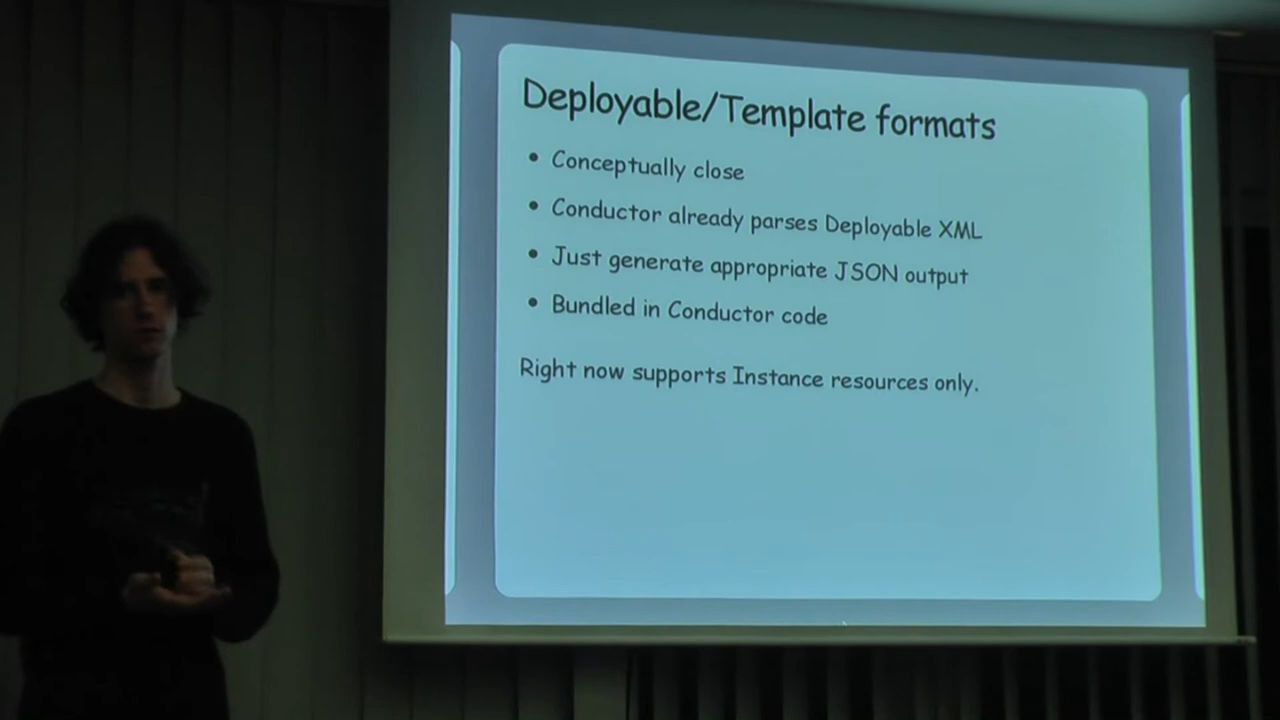 Deployable/Template formats
• Conceptually close
• Conductor already parses Deployable XML
• Just generate appropriate JSON output
• Bundled in Conductor code
Right now supports Instance resources only.